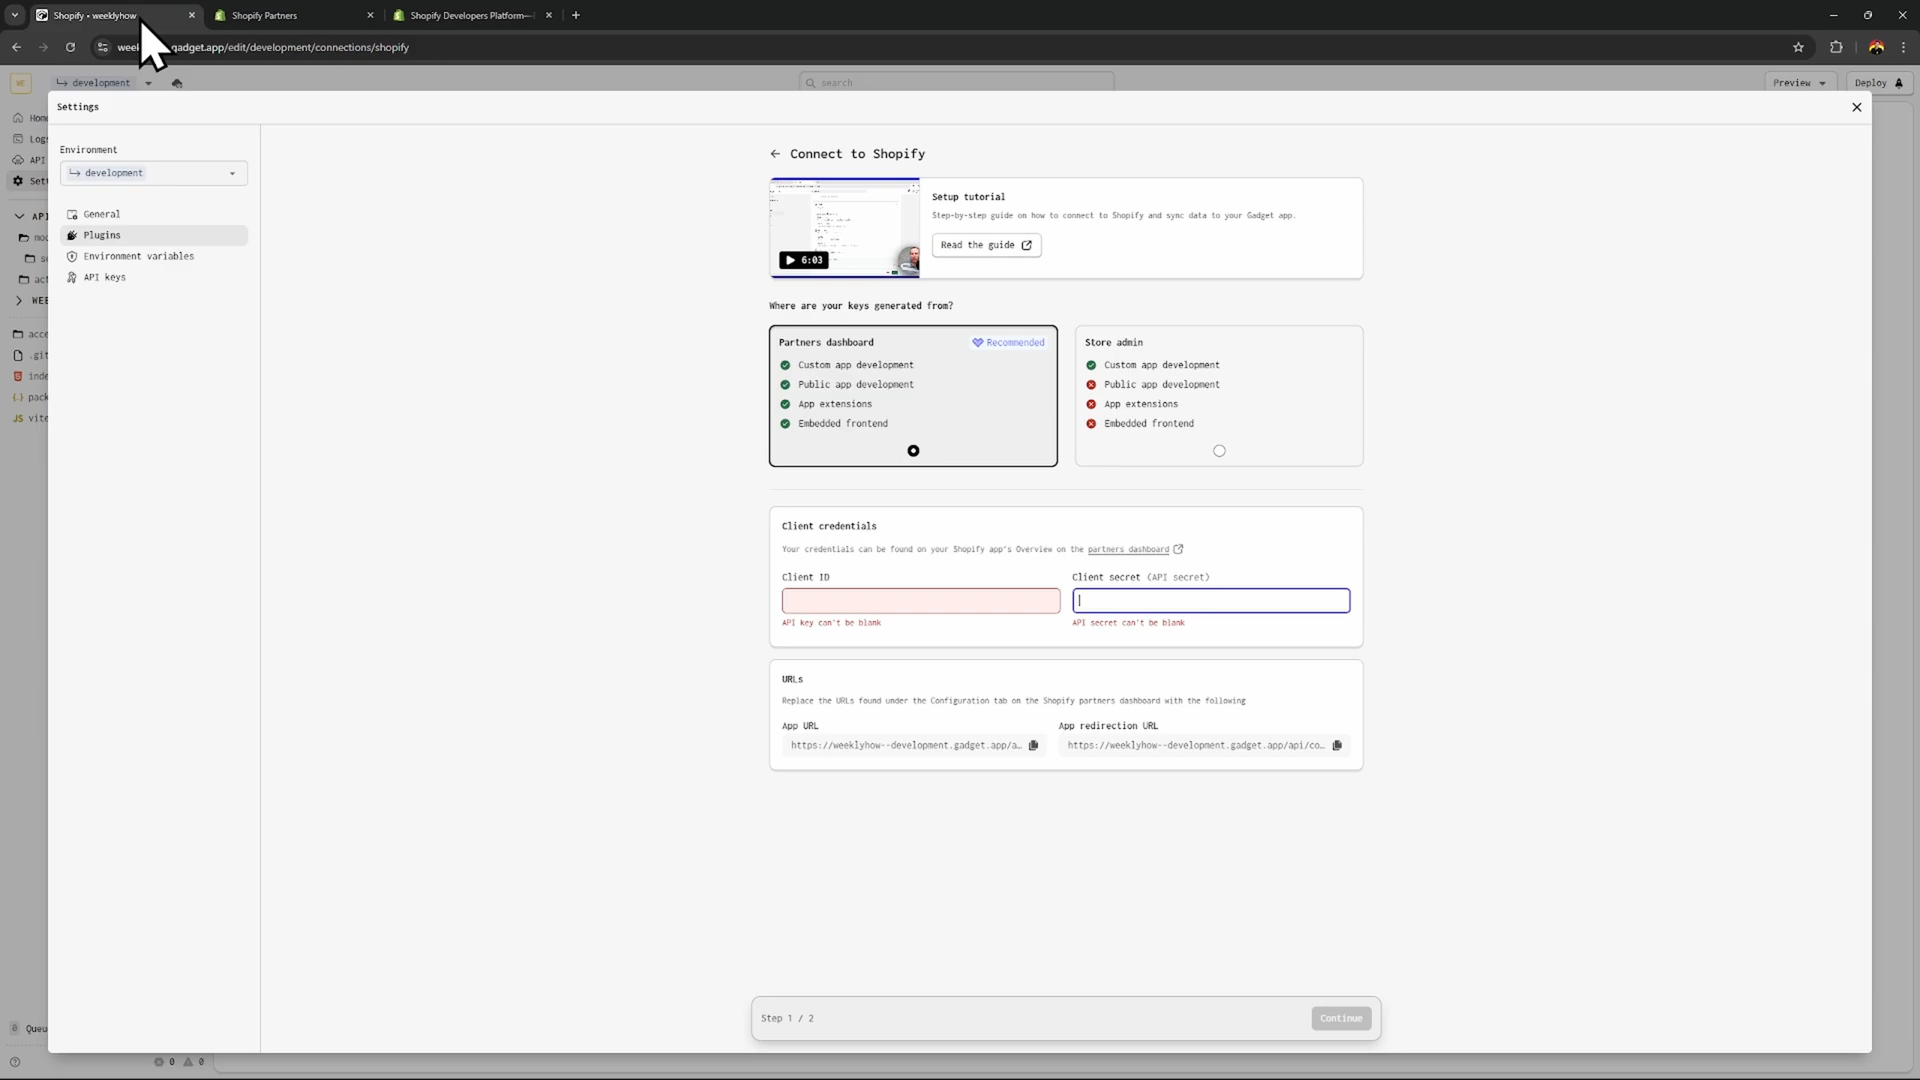 Shopify • weeklyhow
Shopify Partners
Shopify Developers Platform—
gadget.app/edit/development/connections/shopify
WE
development
search
Preview
Deploy
Settings
Environment
development
General
Plugins
Environment variables
API keys
Connect to Shopify
6:03
Setup tutorial
Step-by-step guide on how to connect to Shopify and sync data to your Gadget app.
Read the guide
Where are your keys generated from?
Partners dashboard
Recommended
Custom app development
Public app development
App extensions
Embedded frontend
Store admin
Custom app development
Public app development
App extensions
Embedded frontend
Client credentials
Your credentials can be found on your Shopify app's Overview on the partners dashboard
Client ID
API key can't be blank
Client secret (API secret)
API secret can't be blank
URLs
Replace the URLs found under the Configuration tab on the Shopify partners dashboard with the following
App URL
https://weeklyhow--development.gadget.app/a…
App redirection URL
https://weeklyhow--development.gadget.app/api/co…
Step 1 / 2
Continue
API
API
JS
0 0